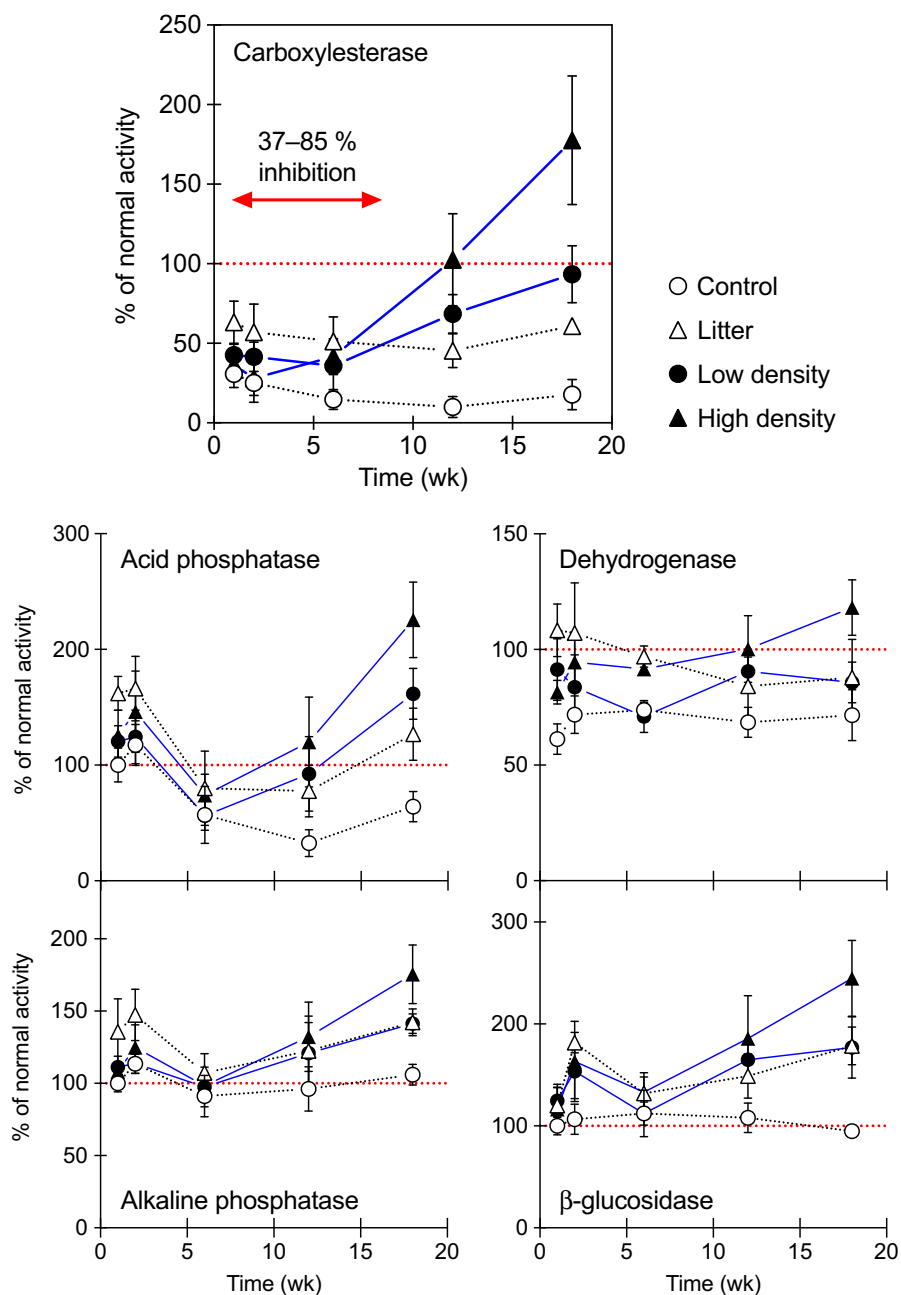 250
200
150
100
50
0
% of normal activity
Carboxylesterase
37–85 %
inhibition
0
5
10
15
20
Time (wk)
Control
Litter
Low density
High density
300
200
100
0
% of normal activity
Acid phosphatase
150
100
50
0
Dehydrogenase
200
150
100
50
0
% of normal activity
Alkaline phosphatase
0
5
10
15
20
Time (wk)
300
200
100
0
β-glucosidase
0
5
10
15
20
Time (wk)